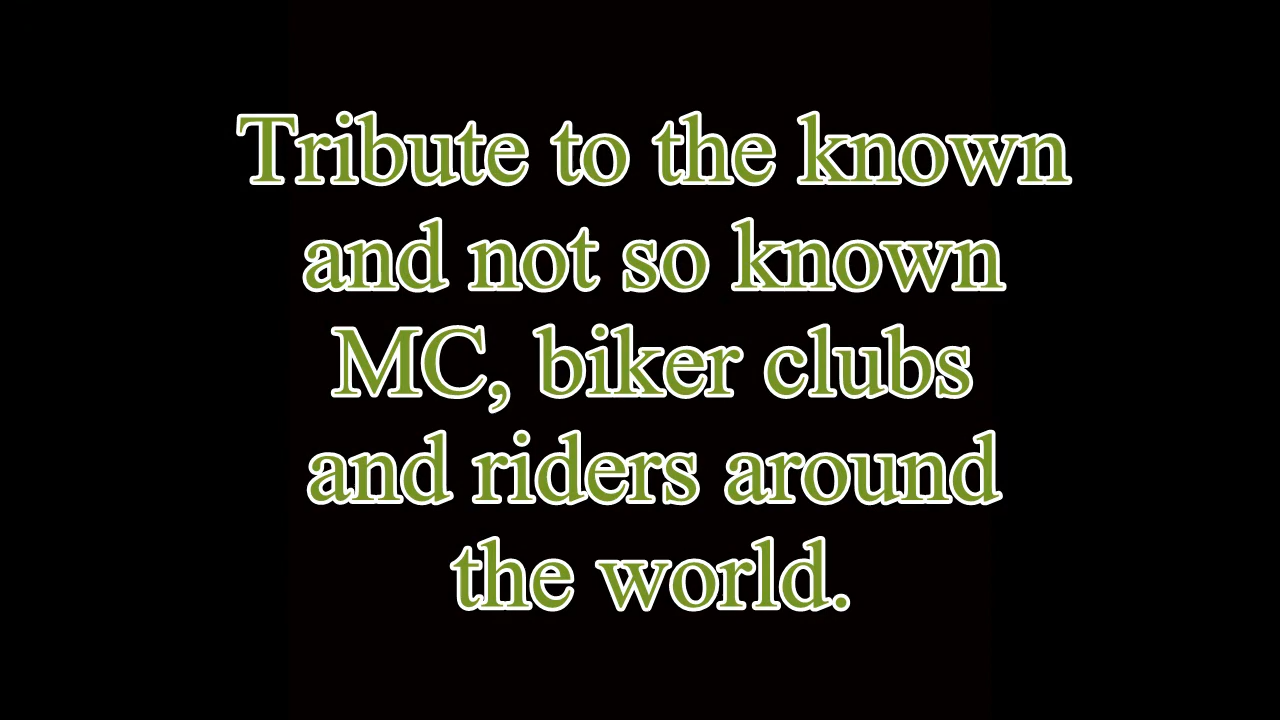 Tribute to the known
and not so known
MC, biker clubs
and riders around
the world.